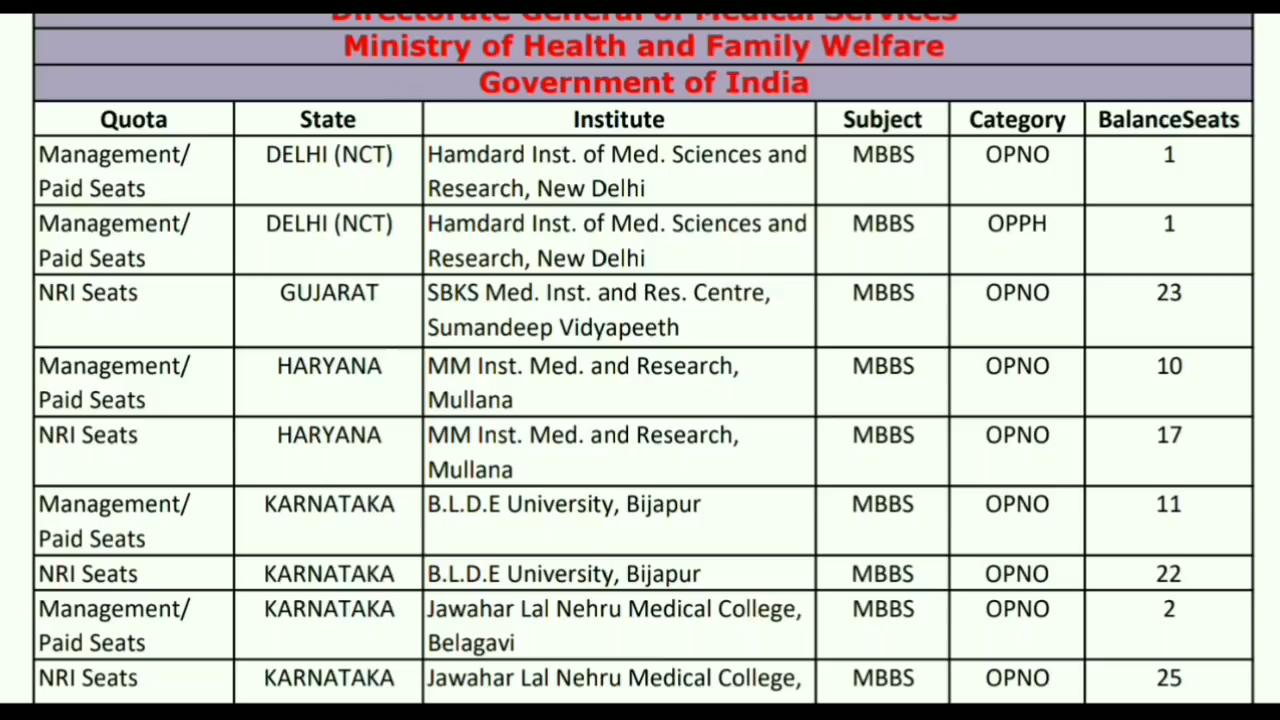 Directorate General of Medical Services
Ministry of Health and Family Welfare
Government of India
Quota State Institute Subject Category BalanceSeats
Management/ DELHI (NCT) Hamdard Inst. of Med. Sciences and MBBS OPNO 1
Paid Seats Research, New Delhi
Management/ DELHI (NCT) Hamdard Inst. of Med. Sciences and MBBS OPPH 1
Paid Seats Research, New Delhi
NRI Seats GUJARAT SBKS Med. Inst. and Res. Centre, MBBS OPNO 23
Sumandeep Vidyapeeth
Management/ HARYANA MM Inst. Med. and Research, MBBS OPNO 10
Paid Seats Mullana
NRI Seats HARYANA MM Inst. Med. and Research, MBBS OPNO 17
Mullana
Management/ KARNATAKA B.L.D.E University, Bijapur MBBS OPNO 11
Paid Seats
NRI Seats KARNATAKA B.L.D.E University, Bijapur MBBS OPNO 22
Management/ KARNATAKA Jawahar Lal Nehru Medical College, MBBS OPNO 2
Paid Seats Belagavi
NRI Seats KARNATAKA Jawahar Lal Nehru Medical College, MBBS OPNO 25